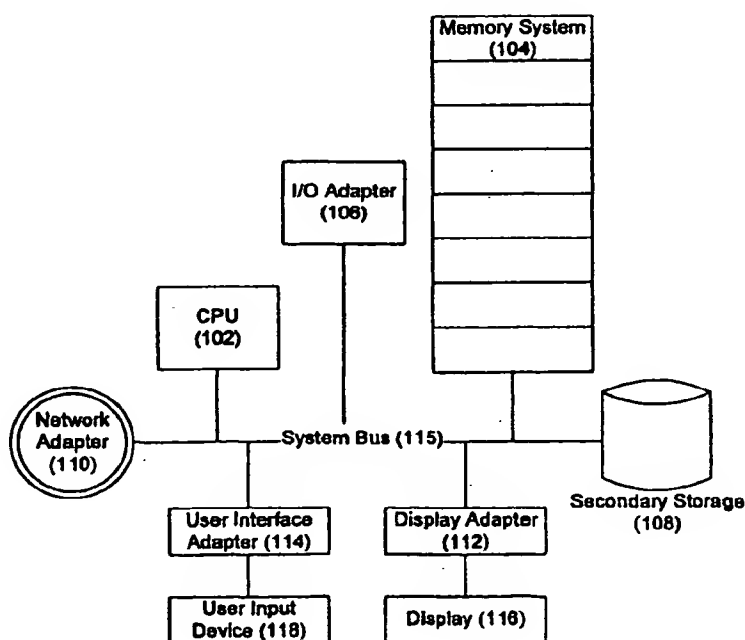 Memory System
(104)
I/O Adapter
(106)
CPU
(102)
Network
Adapter
(110)
System Bus (115)
Secondary Storage
(108)
User Interface
Adapter (114)
Display Adapter
(112)
User Input
Device (118)
Display (116)